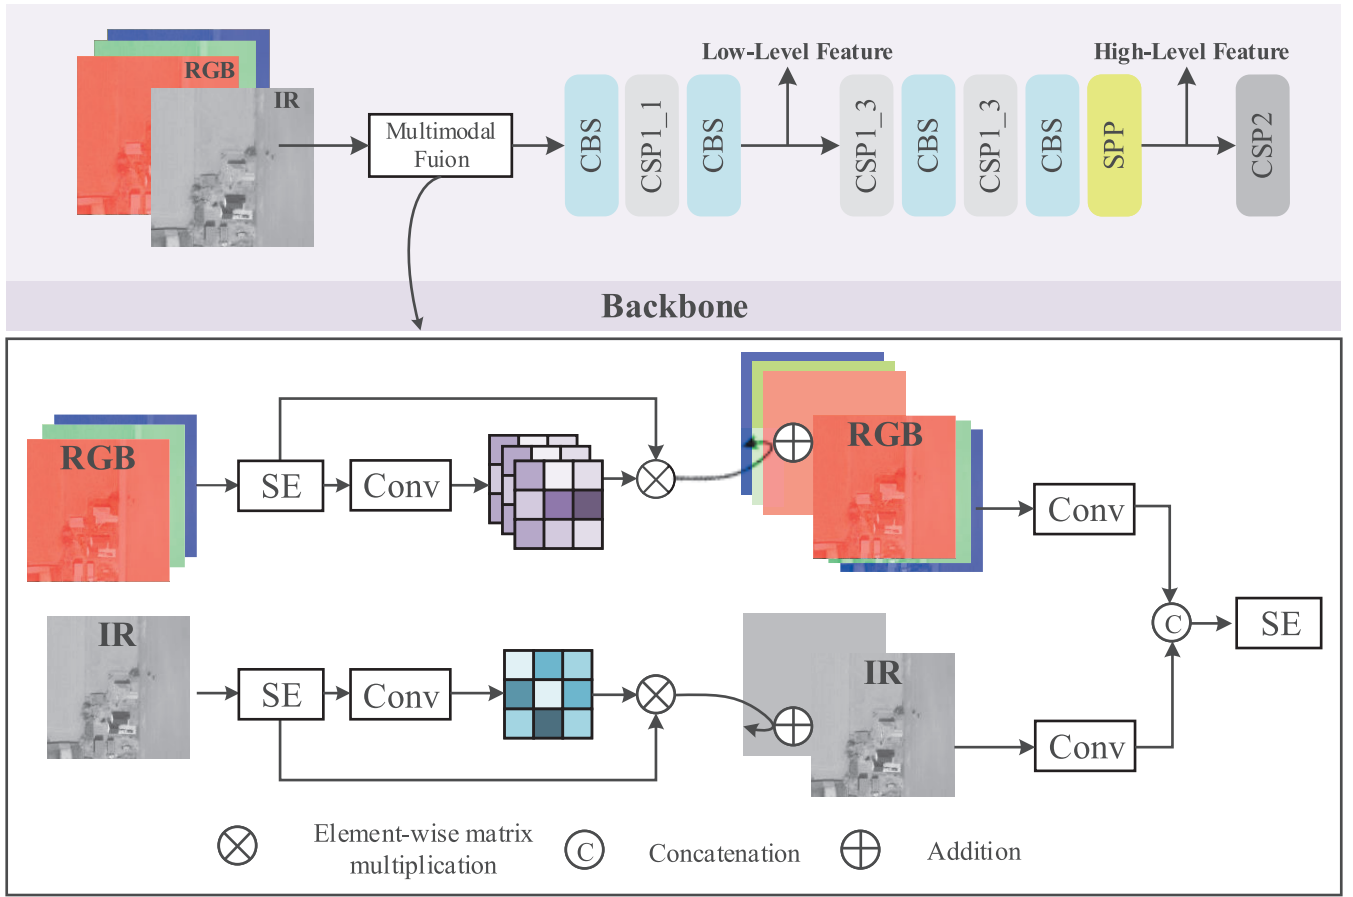 RGB
IR
Multimodal
Fuion
CBS
CSP1_1
CBS
Low-Level Feature
CSP1_3
CBS
CSP1_3
CBS
SPP
High-Level Feature
CSP2
Backbone
RGB
SE
Conv
RGB
Conv
IR
SE
Conv
IR
Conv
C
SE
Element-wise matrix
multiplication
C
Concatenation
Addition